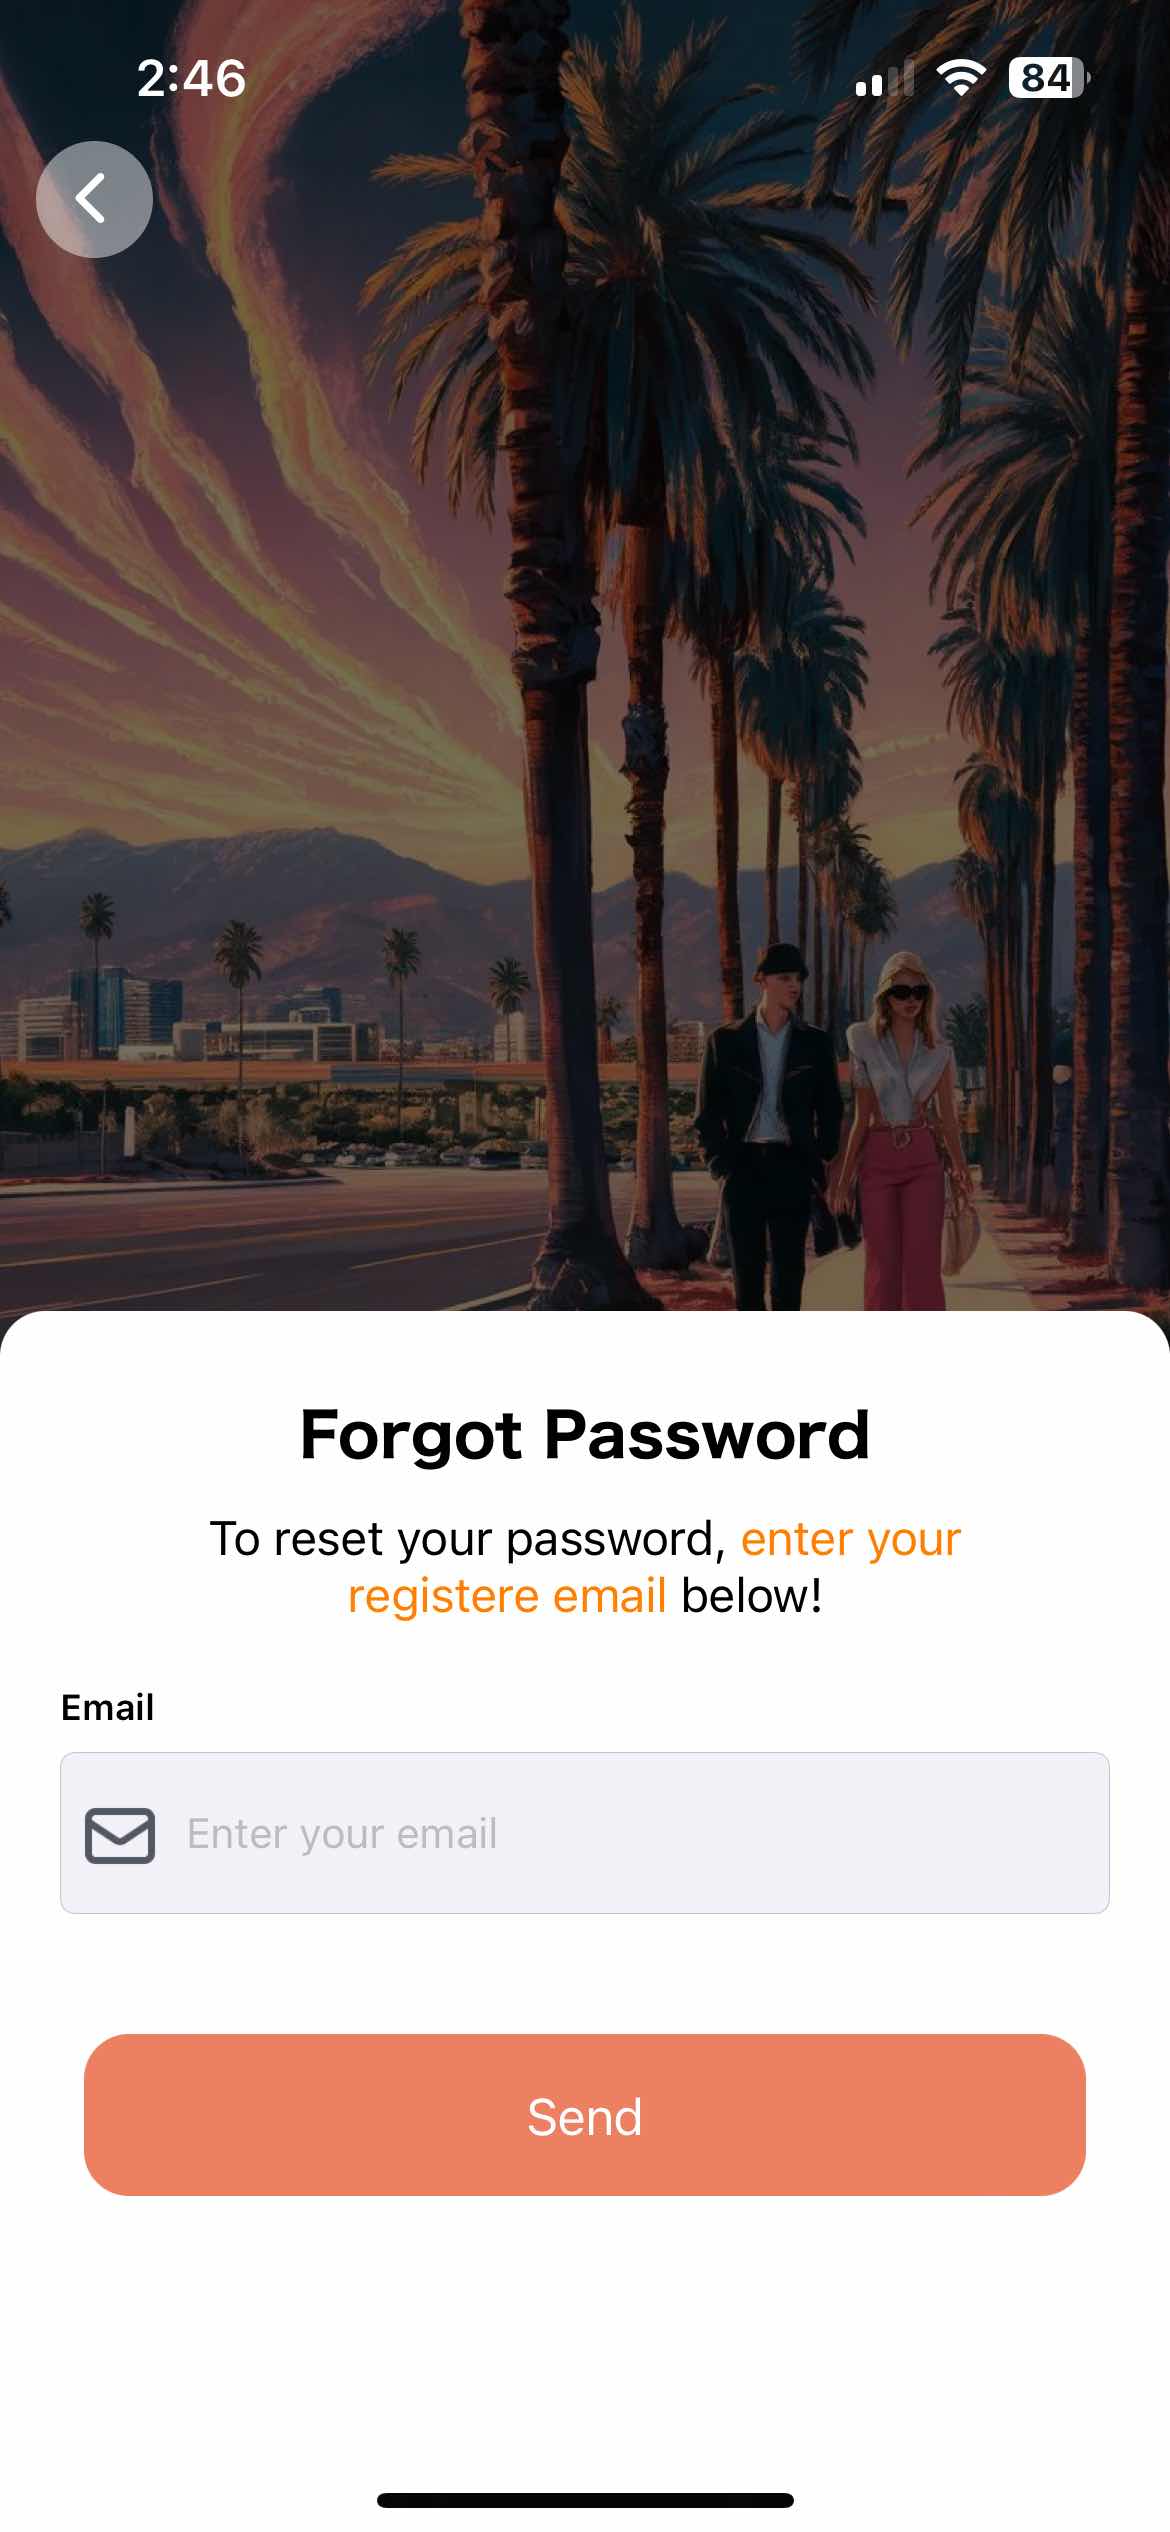 2:46
84
Forgot Password
To reset your password, enter your
registere email below!
Email
Enter your email
Send